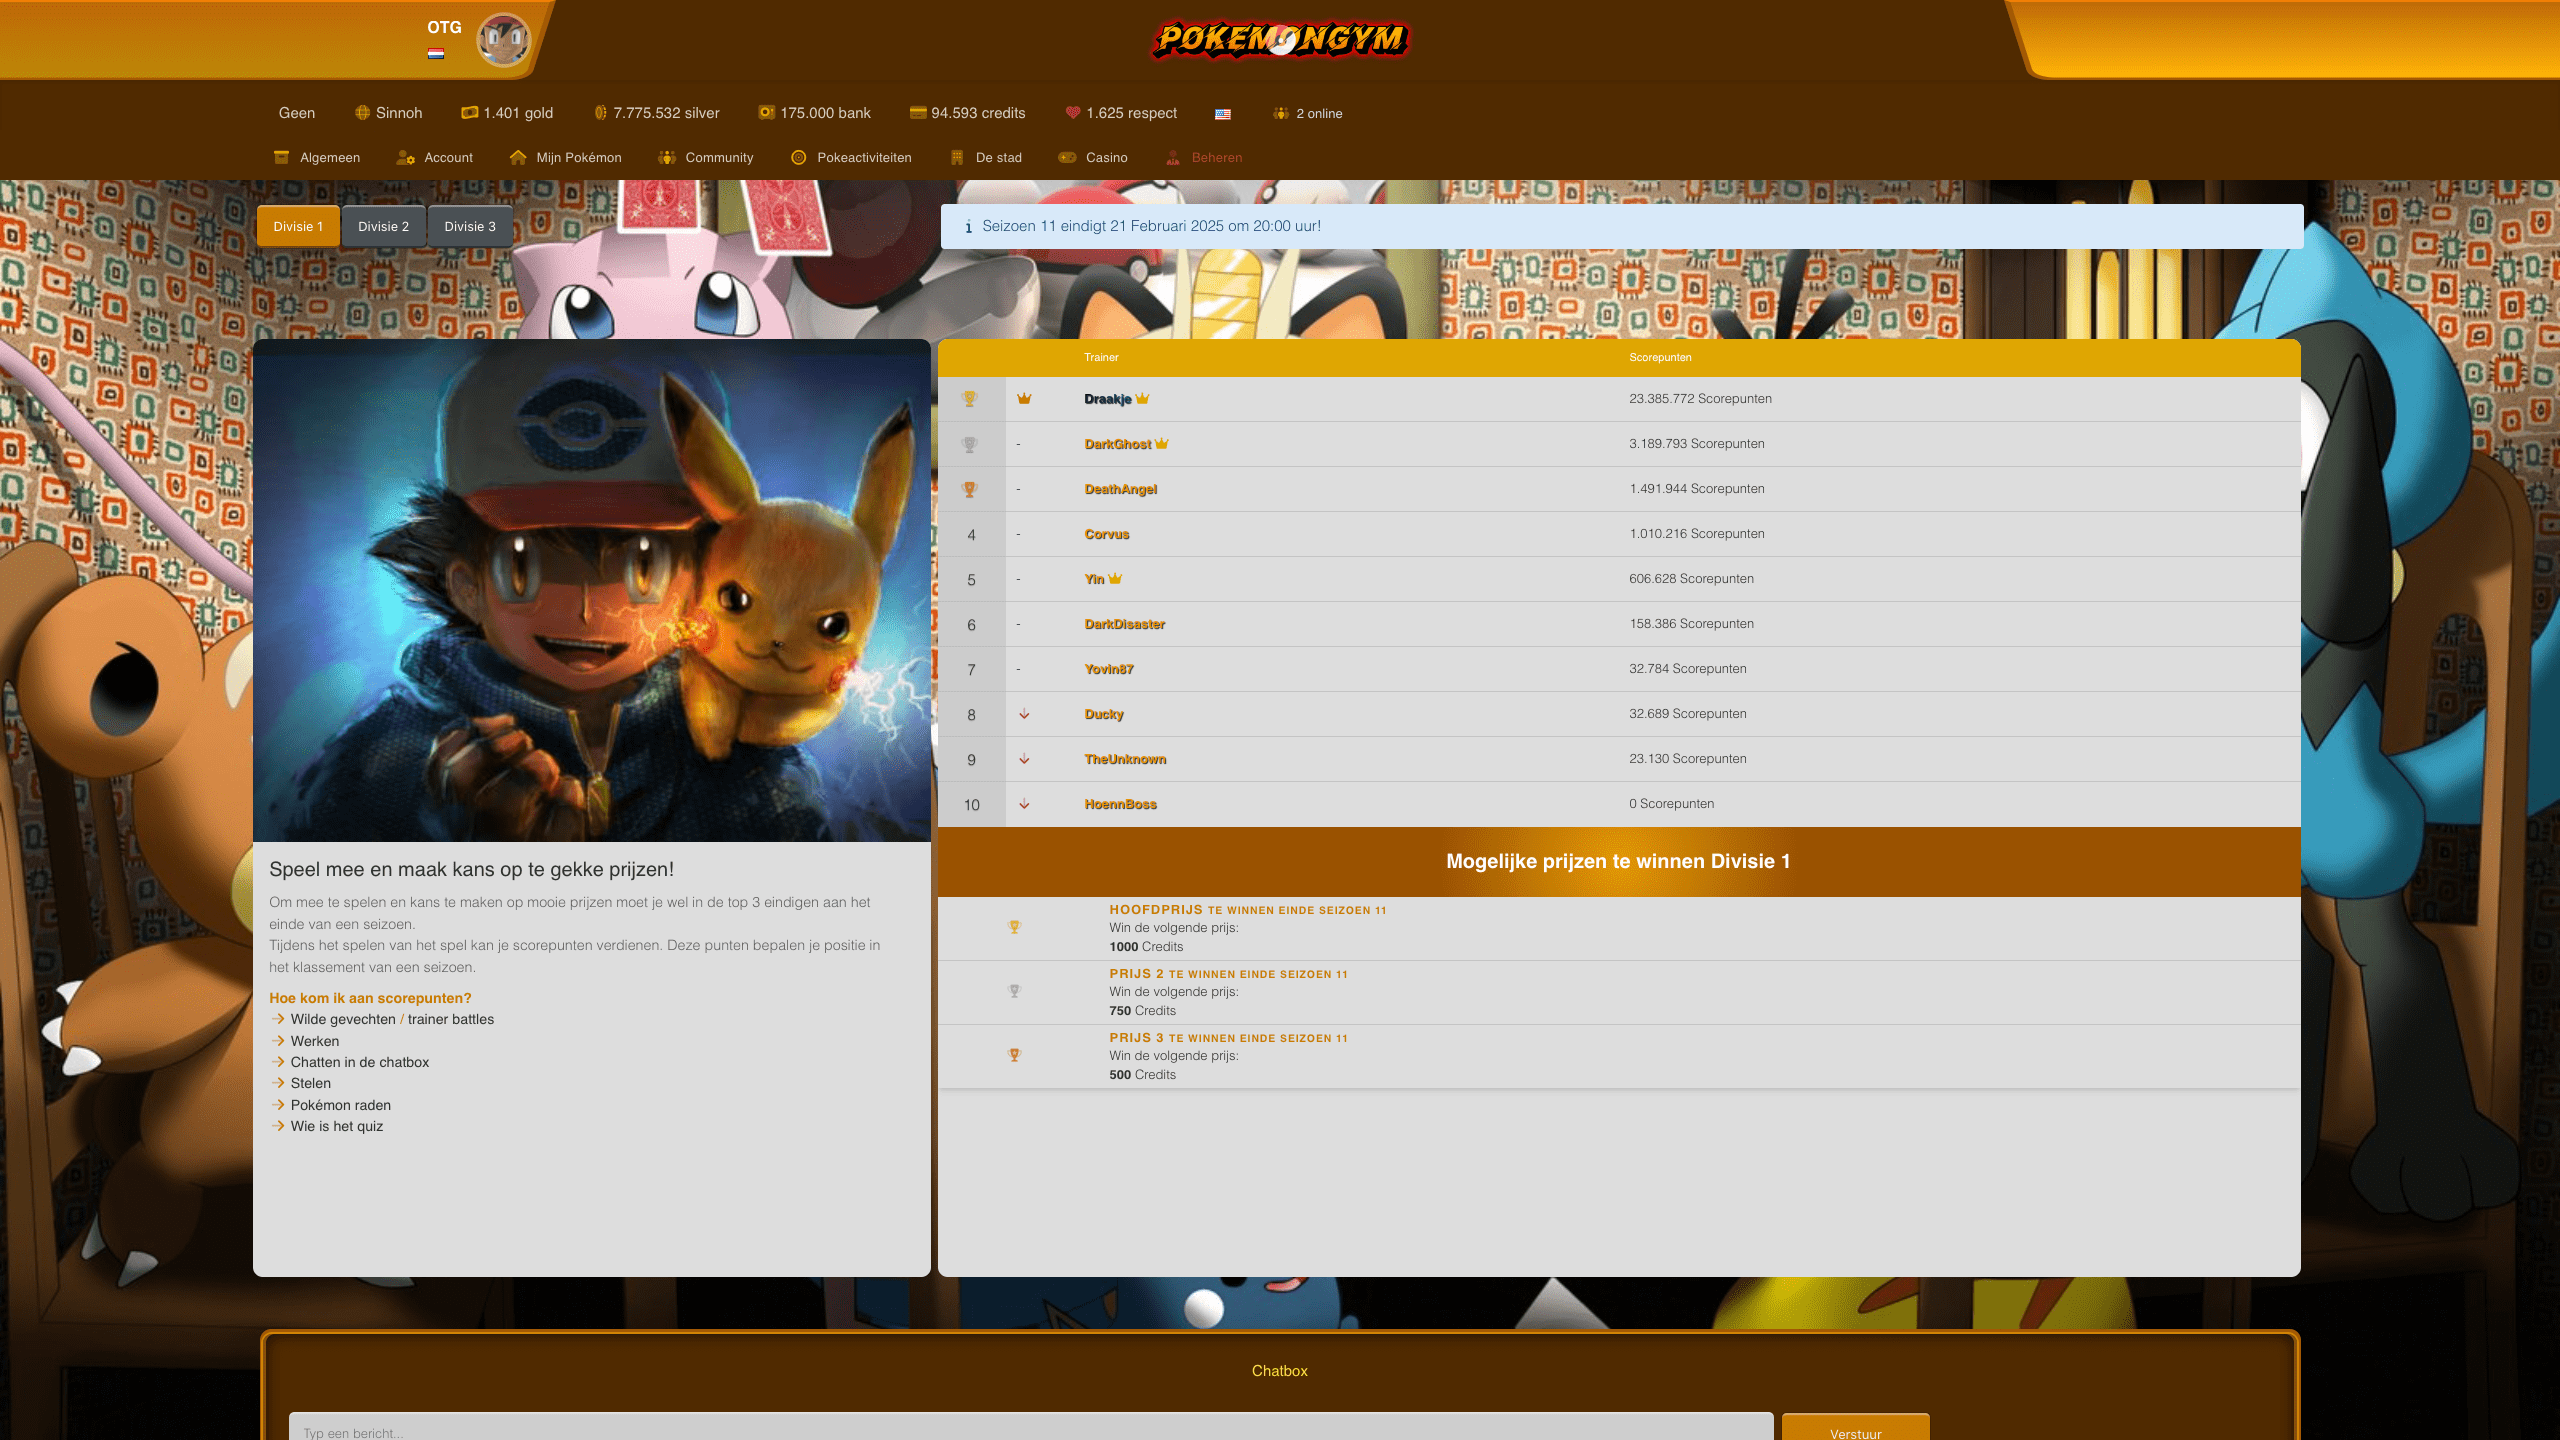 OTG
POKEMONGYM
Geen Sinnoh 1.401 gold 7.775.532 silver 175.000 bank 94.593 credits 1.625 respect 2 online
Algemeen Account Mijn Pokémon Community Pokeactiviteiten De stad Casino Beheren
Divisie 1 Divisie 2 Divisie 3
Seizoen 11 eindigt 21 Februari 2025 om 20:00 uur!
Speel mee en maak kans op te gekke prijzen!
Om mee te spelen en kans te maken op mooie prijzen moet je wel in de top 3 eindigen aan het
einde van een seizoen.
Tijdens het spelen van het spel kan je scorepunten verdienen. Deze punten bepalen je positie in
het klassement van een seizoen.
Hoe kom ik aan scorepunten?
Wilde gevechten / trainer battles
Werken
Chatten in de chatbox
Stelen
Pokémon raden
Wie is het quiz
Trainer Scorepunten
Draakje 23.385.772 Scorepunten
- DarkGhost 3.189.793 Scorepunten
- DeathAngel 1.491.944 Scorepunten
4 - Corvus 1.010.216 Scorepunten
5 - Yin 606.628 Scorepunten
6 - DarkDisaster 158.386 Scorepunten
7 - Yovin87 32.784 Scorepunten
8 Ducky 32.689 Scorepunten
9 TheUnknown 23.130 Scorepunten
10 HoennBoss 0 Scorepunten
Mogelijke prijzen te winnen Divisie 1
HOOFDPRIJS TE WINNEN EINDE SEIZOEN 11
Win de volgende prijs:
1000 Credits
PRIJS 2 TE WINNEN EINDE SEIZOEN 11
Win de volgende prijs:
750 Credits
PRIJS 3 TE WINNEN EINDE SEIZOEN 11
Win de volgende prijs:
500 Credits
Chatbox
Typ een bericht... Verstuur